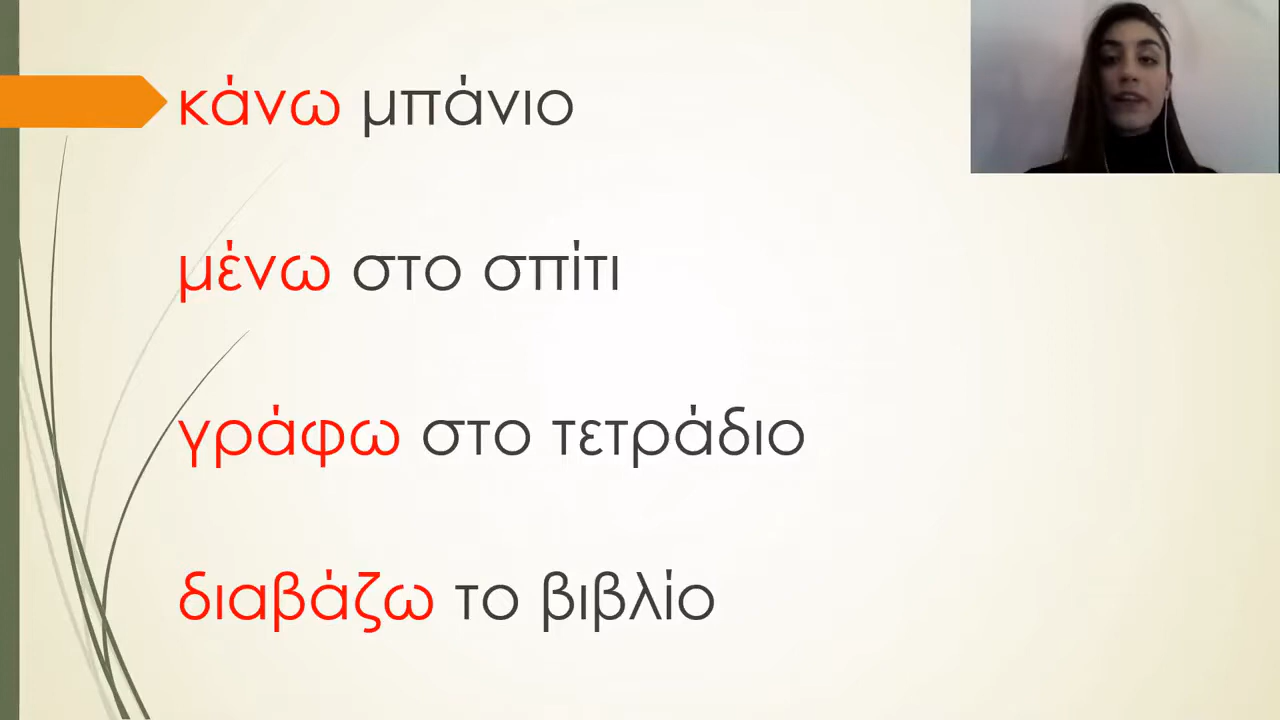 κάνω μπάνιο
μένω στο σπίτι
γράφω στο τετράδιο
διαβάζω το βιβλίο